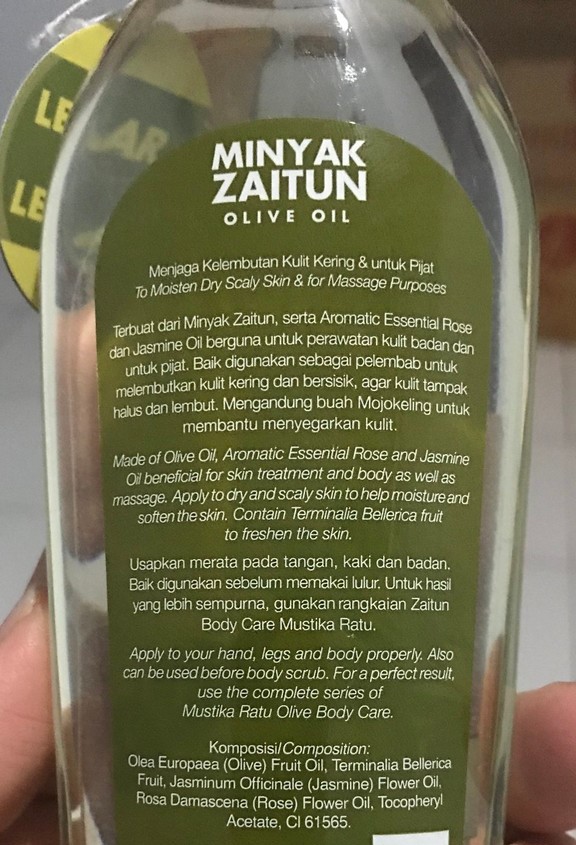 LE
AR
LE
MINYAK
ZAITUN
OLIVE OIL
Menjaga Kelembutan Kulit Kering & untuk Pijat
To Moisten Dry Scaly Skin & for Massage Purposes
Terbuat dari Minyak Zaitun, serta Aromatic Essential Rose
dan Jasmine Oil berguna untuk perawatan kulit badan dan
untuk pijat. Baik digunakan sebagai pelembab untuk
melembutkan kulit kering dan bersisik, agar kulit tampak
halus dan lembut. Mengandung buah Mojokeling untuk
membantu menyegarkan kulit.
Made of Olive Oil, Aromatic Essential Rose and Jasmine
Oil beneficial for skin treatment and body as well as
massage. Apply to dry and scaly skin to help moisture and
soften the skin. Contain Terminalia Bellerica fruit
to freshen the skin.
Usapkan merata pada tangan, kaki dan badan.
Baik digunakan sebelum memakai lulur. Untuk hasil
yang lebih sempurna, gunakan rangkaian Zaitun
Body Care Mustika Ratu.
Apply to your hand, legs and body properly. Also
can be used before body scrub. For a perfect result,
use the complete series of
Mustika Ratu Olive Body Care.
Komposisi/Composition:
Olea Europaea (Olive) Fruit Oil, Terminalia Bellerica
Fruit, Jasminum Officinale (Jasmine) Flower Oil,
Rosa Damascena (Rose) Flower Oil, Tocopheryl
Acetate, CI 61565.